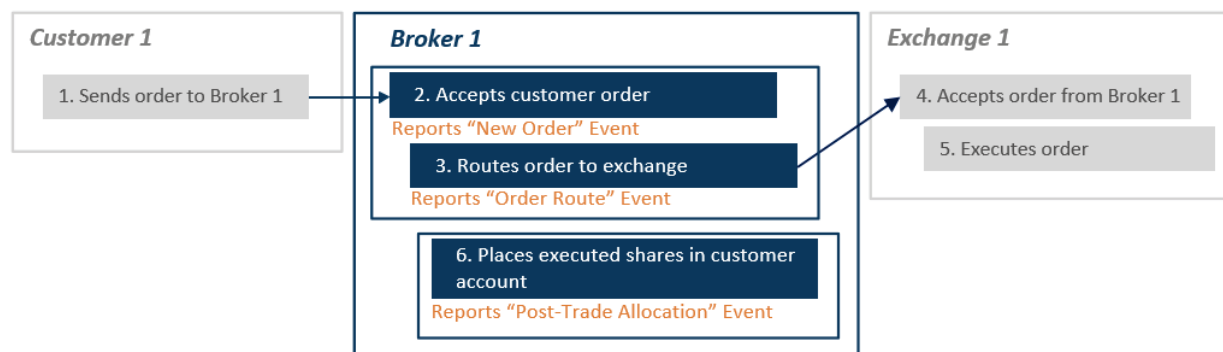 Customer 1
1. Sends order to Broker 1
Broker 1
2. Accepts customer order
Reports “New Order” Event
3. Routes order to exchange
Reports “Order Route” Event
6. Places executed shares in customer
account
Reports “Post-Trade Allocation” Event
Exchange 1
4. Accepts order from Broker 1
5. Executes order